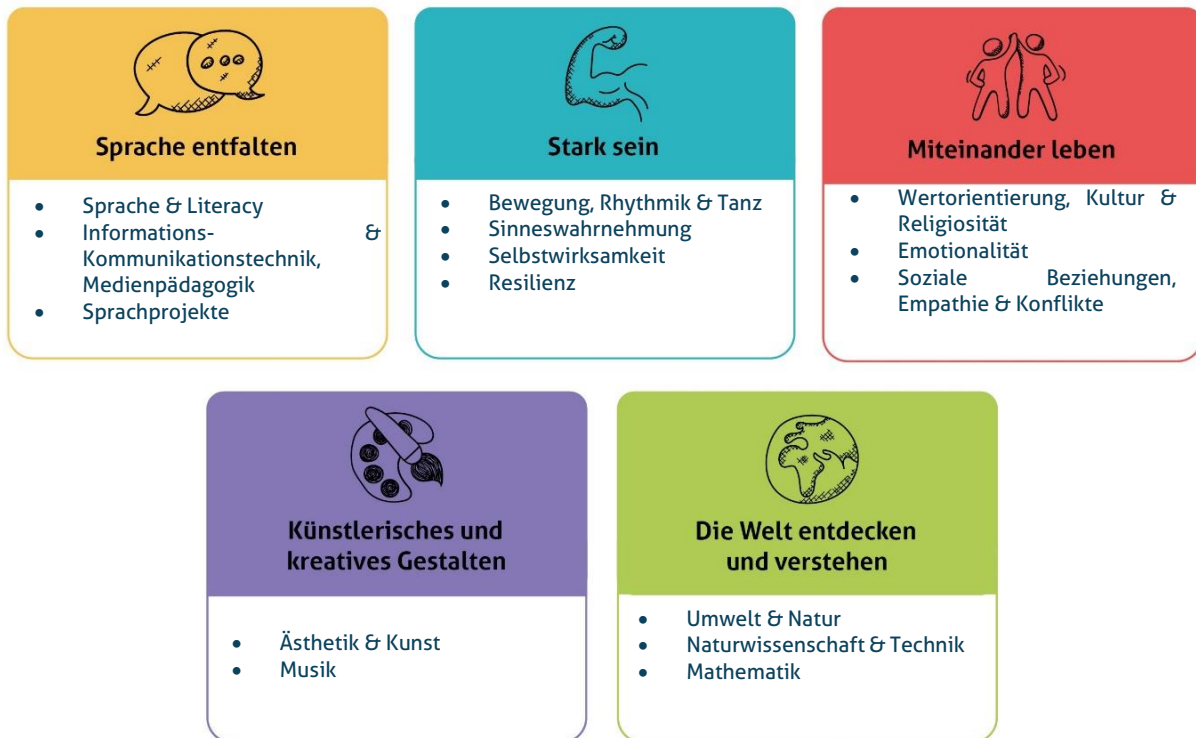 Sprache entfalten
• Sprache & Literacy
• Informations- &
Kommunikationstechnik,
Medienpädagogik
• Sprachprojekte
Stark sein
• Bewegung, Rhythmik & Tanz
• Sinneswahrnehmung
• Selbstwirksamkeit
• Resilienz
Miteinander leben
• Wertorientierung, Kultur &
Religiosität
• Emotionalität
• Soziale Beziehungen,
Empathie & Konflikte
Künstlerisches und
kreatives Gestalten
• Ästhetik & Kunst
• Musik
Die Welt entdecken
und verstehen
• Umwelt & Natur
• Naturwissenschaft & Technik
• Mathematik